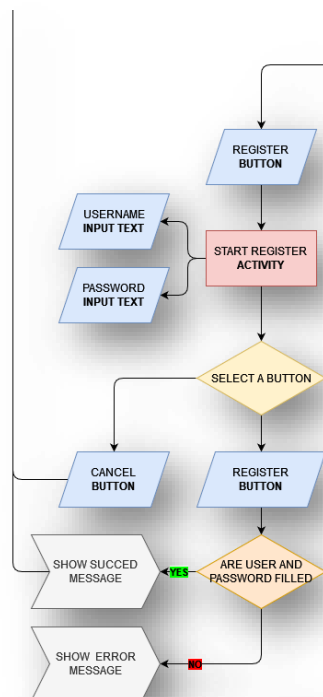 REGISTER
BUTTON
USERNAME
INPUT TEXT
START REGISTER
ACTIVITY
PASSWORD
INPUT TEXT
SELECT A BUTTON
CANCEL
BUTTON
REGISTER
BUTTON
SHOW SUCCED
MESSAGE
YES
ARE USER AND
PASSWORD FILLED
SHOW ERROR
MESSAGE
NO